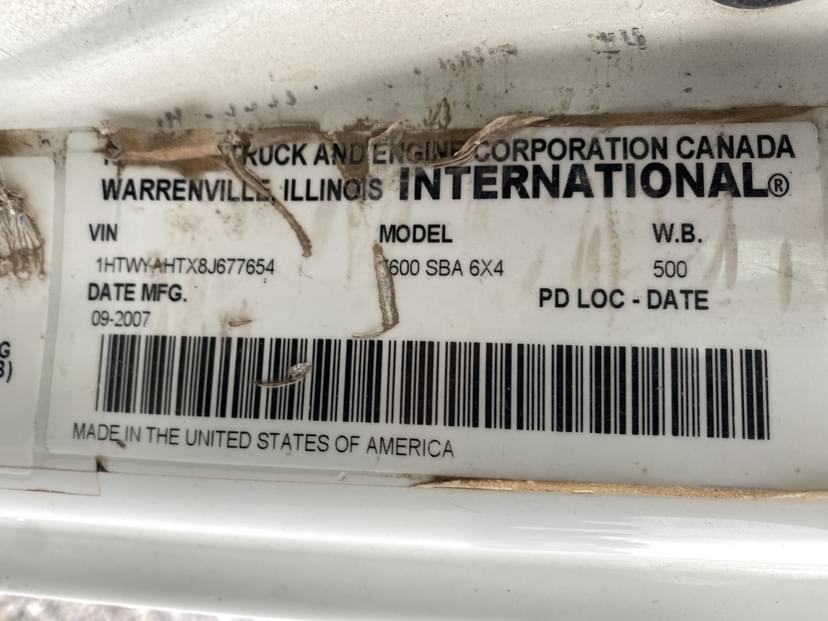 TRUCK AND ENGINE CORPORATION CANADA
WARRENVILLE, ILLINOIS INTERNATIONAL®
VIN MODEL W.B.
1HTWYAHTX8J677654 600 SBA 6X4 500
DATE MFG. PD LOC - DATE
09-2007
G
MADE IN THE UNITED STATES OF AMERICA